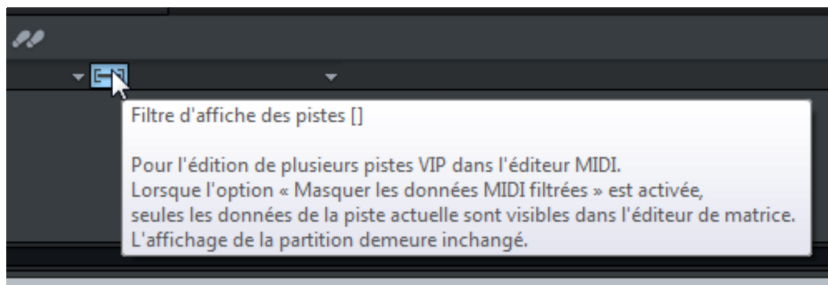 Filtre d'affiche des pistes []
Pour l'édition de plusieurs pistes VIP dans l'éditeur MIDI.
Lorsque l'option « Masquer les données MIDI filtrées » est activée,
seules les données de la piste actuelle sont visibles dans l'éditeur de matrice.
L'affichage de la partition demeure inchangé.